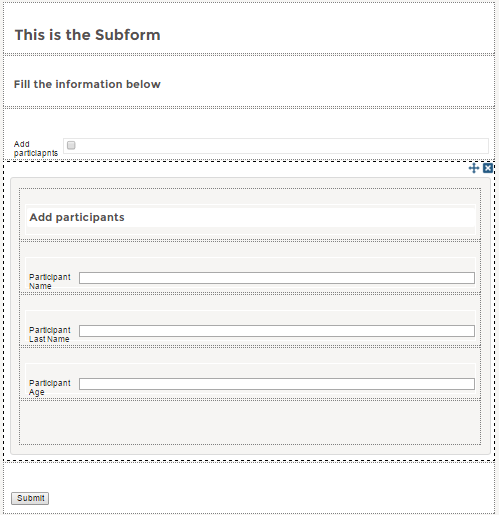 This is the Subform
Fill the information below
Add
particiapnts
Add participants
Participant
Name
Participant
Last Name
Participant
Age
Submit